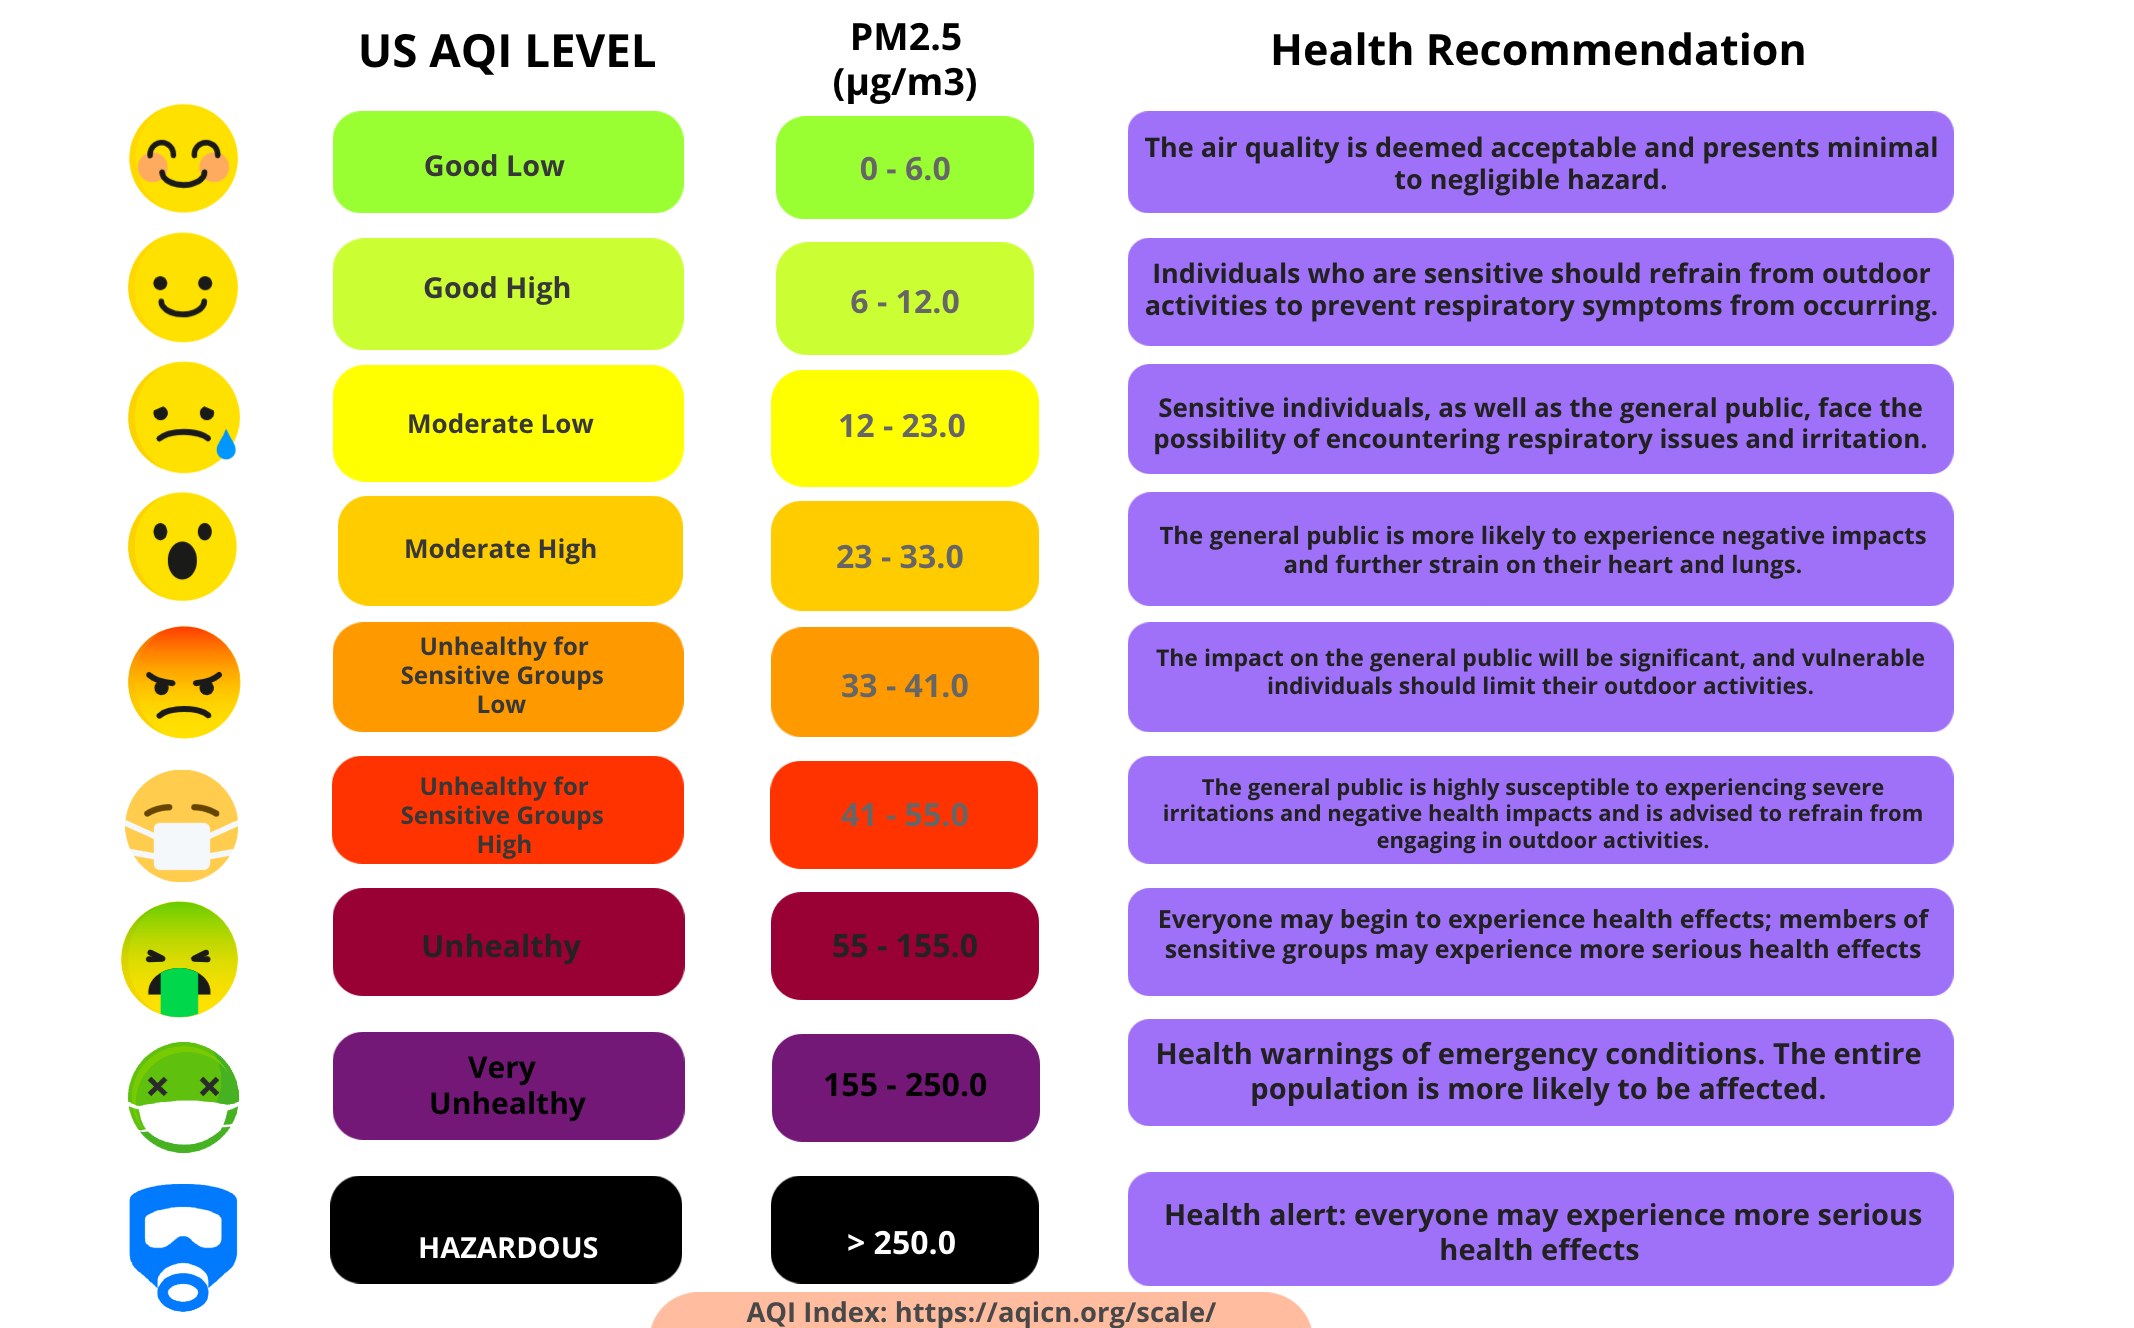 US AQI LEVEL
PM2.5
(µg/m3)
Health Recommendation
Good Low
0 - 6.0
The air quality is deemed acceptable and presents minimal
to negligible hazard.
Good High
6 - 12.0
Individuals who are sensitive should refrain from outdoor
activities to prevent respiratory symptoms from occurring.
Moderate Low
12 - 23.0
Sensitive individuals, as well as the general public, face the
possibility of encountering respiratory issues and irritation.
Moderate High
23 - 33.0
The general public is more likely to experience negative impacts
and further strain on their heart and lungs.
Unhealthy for
Sensitive Groups
Low
33 - 41.0
The impact on the general public will be significant, and vulnerable
individuals should limit their outdoor activities.
Unhealthy for
Sensitive Groups
High
41 - 55.0
The general public is highly susceptible to experiencing severe
irritations and negative health impacts and is advised to refrain from
engaging in outdoor activities.
Unhealthy
55 - 155.0
Everyone may begin to experience health effects; members of
sensitive groups may experience more serious health effects
Very
Unhealthy
155 - 250.0
Health warnings of emergency conditions. The entire
population is more likely to be affected.
HAZARDOUS
> 250.0
Health alert: everyone may experience more serious
health effects
AQI Index: https://aqicn.org/scale/